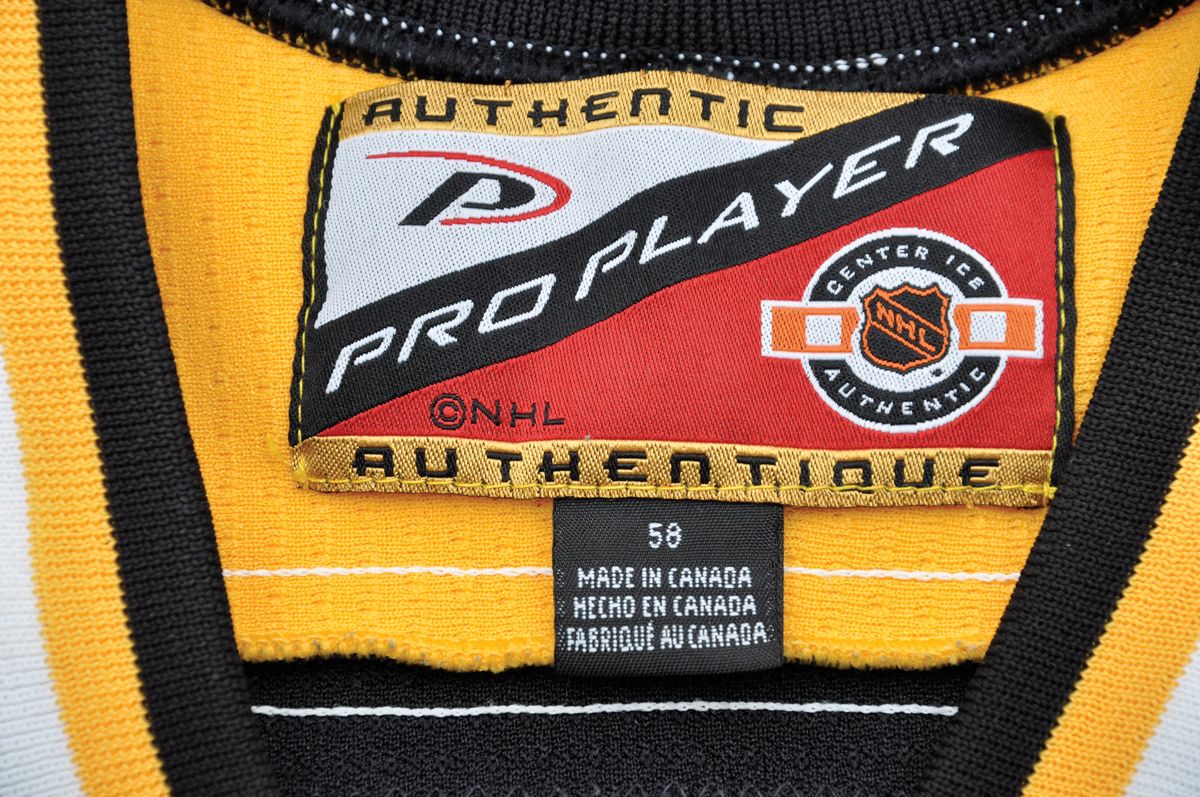 AUTHENTIC
PRO PLAYER
CENTER ICE
NHL
AUTHENTIC
©NHL
AUTHENTIQUE
58
MADE IN CANADA
HECHO EN CANADA
FABRIQUÉ AU CANADA